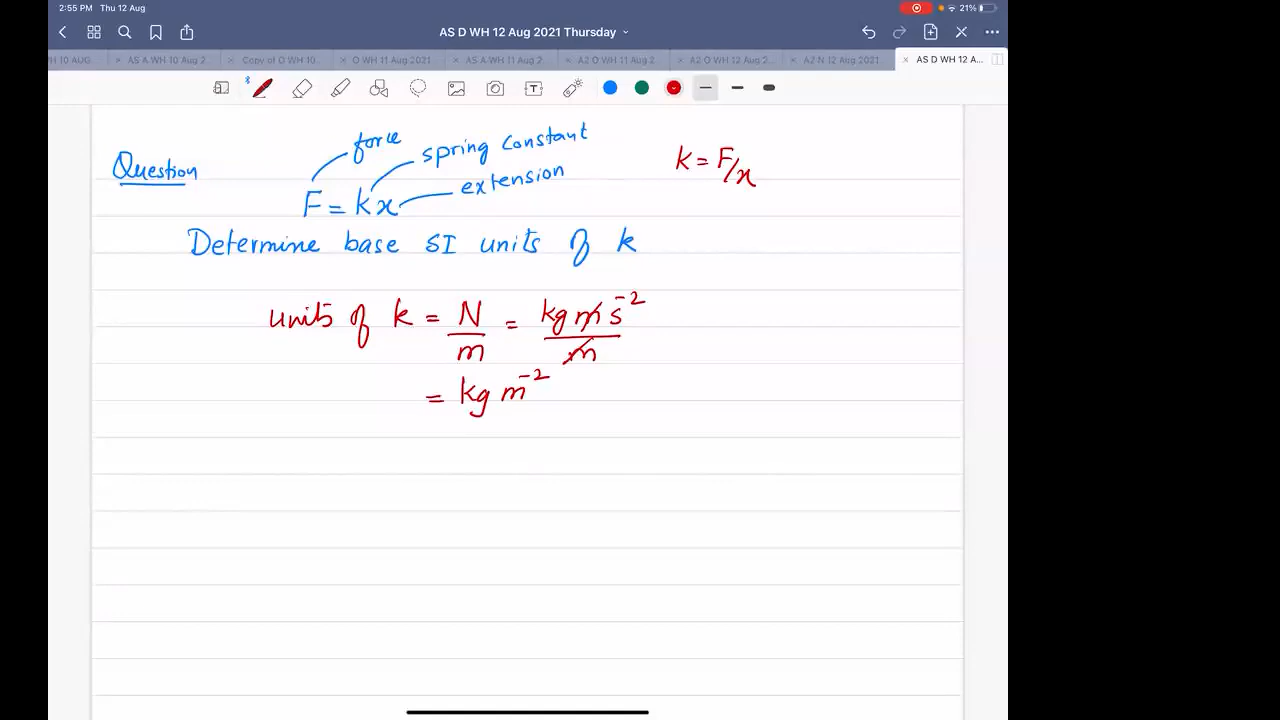 2:55 PM Thu 12 Aug
21%
AS D WH 12 Aug 2021 Thursday
WH 10 AUG
AS A WH 10 Aug 2...
Copy of O WH 10...
O WH 11 Aug 2021
AS A WH 11 Aug 2...
A2 O WH 11 Aug 2...
A2 O WH 12 Aug 2...
A2 N 12 Aug 2021
AS D WH 12 A...
Question
force
spring constant
extension
F = kx
k = F/x
Determine base SI units of k
units of k = N/m = kg m s⁻²/m
= kg m⁻²